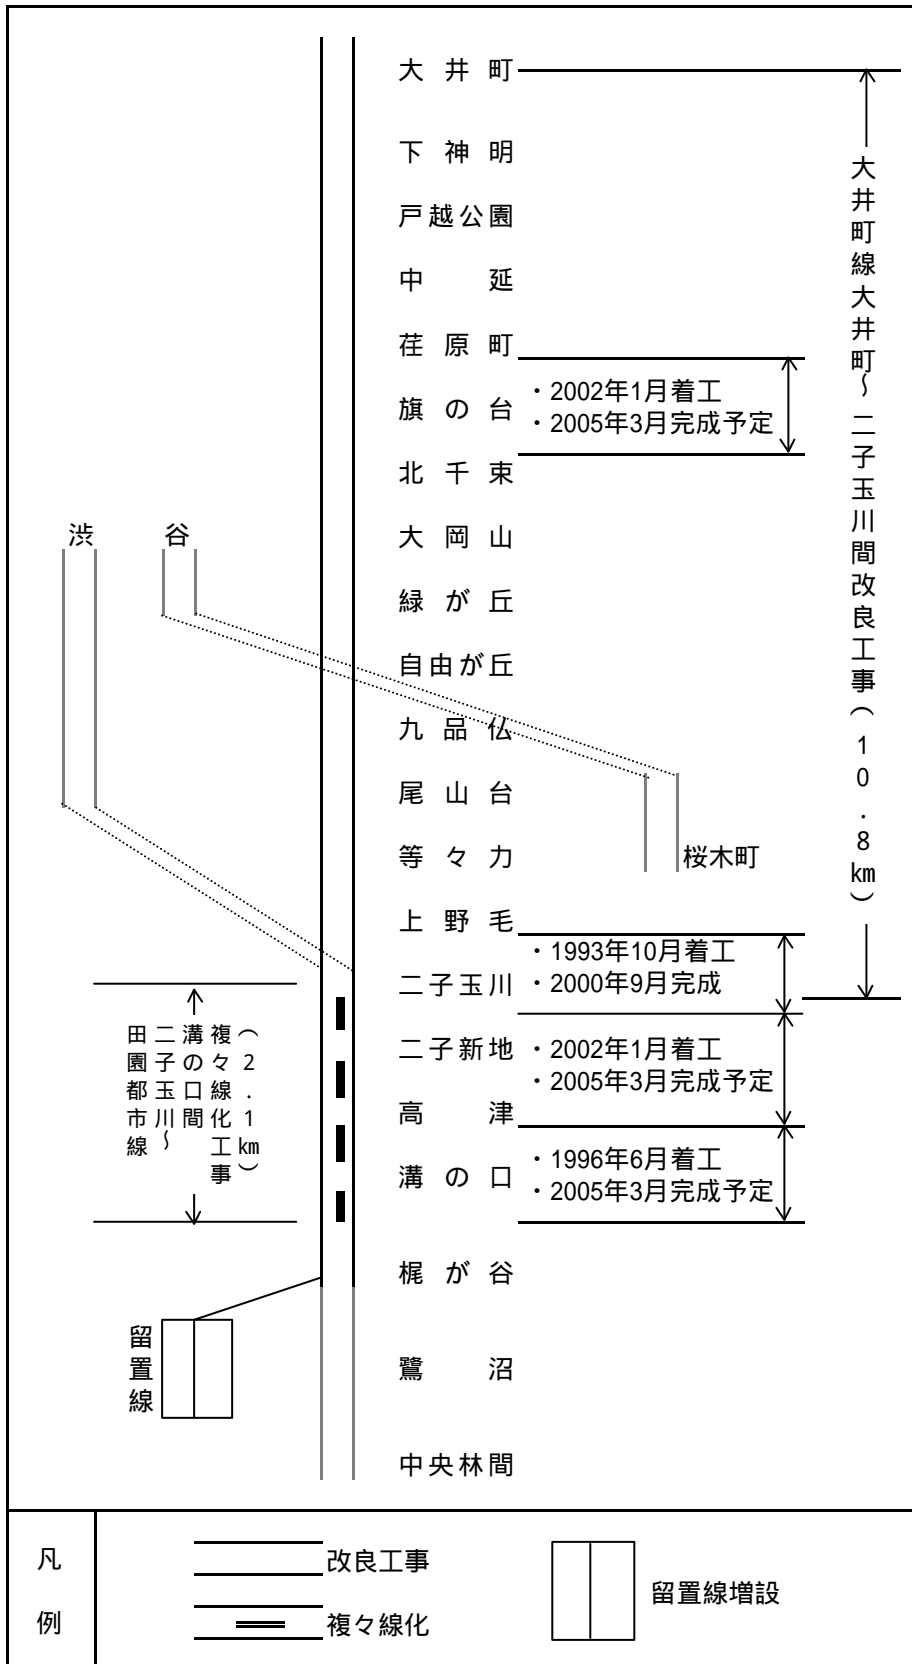 大井町
下神明
戸越公園
中延
荏原町
旗の台
・2002年1月着工
・2005年3月完成予定
北千束
大岡山
緑が丘
自由が丘
九品仏
尾山台
等々力
上野毛
二子玉川
・1993年10月着工
・2000年9月完成
二子新地
・2002年1月着工
・2005年3月完成予定
高津
溝の口
・1996年6月着工
・2005年3月完成予定
梶が谷
鷺沼
中央林間
大井町線大井町~二子玉川間改良工事(10.8km)
渋谷
桜木町
田園都市線
二子玉川~
溝の口間
複々線化工事
(2.1km)
留置線
凡例
改良工事
複々線化
留置線増設